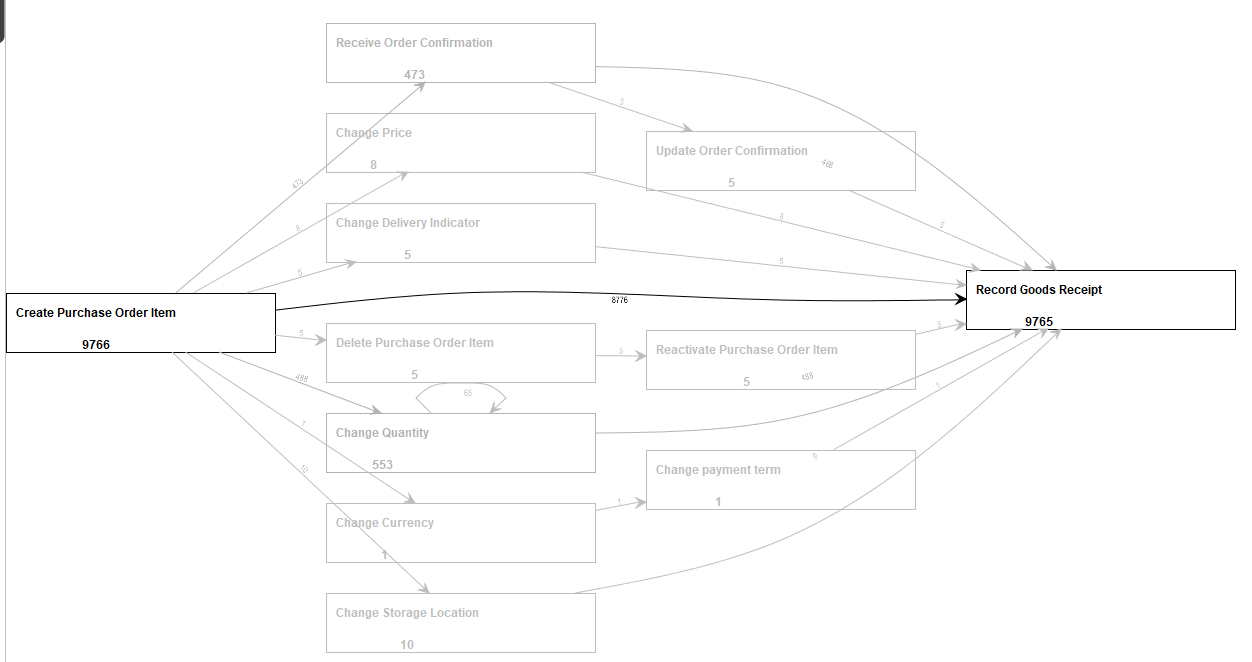 Receive Order Confirmation
473
Change Price
8
Update Order Confirmation
5
Change Delivery Indicator
5
Create Purchase Order Item
9766
Record Goods Receipt
9765
Delete Purchase Order Item
5
Reactivate Purchase Order Item
5
Change Quantity
553
Change Currency
1
Change payment term
1
Change Storage Location
10
473
8
5
5
488
1
10
5
468
5
5
8776
5
5
488
65
1
1
9